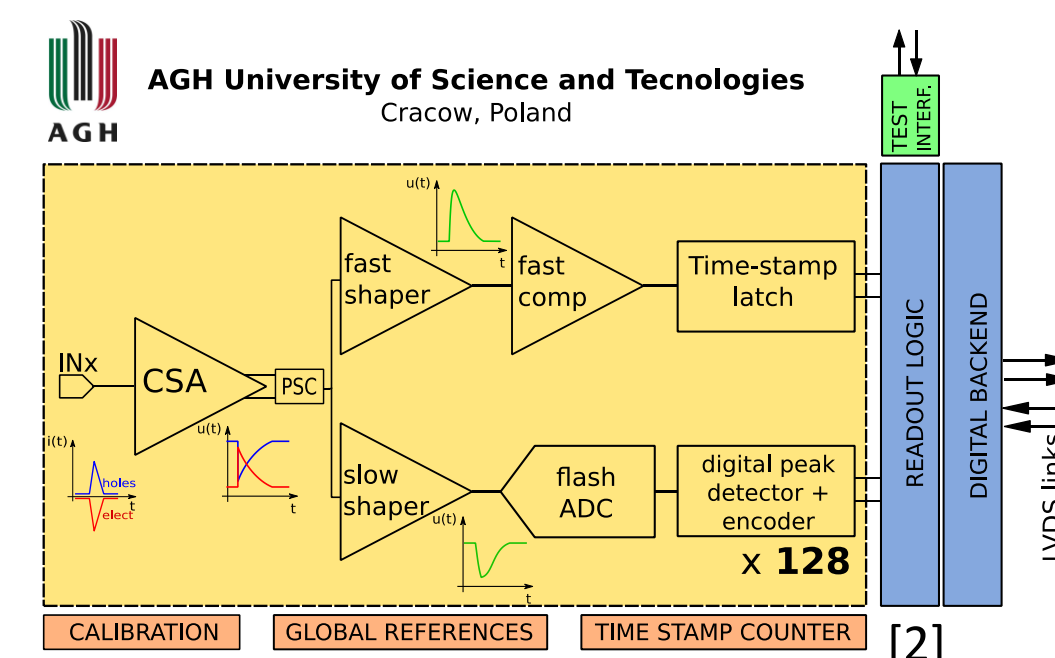 AGH
AGH University of Science and Tecnologies
Cracow, Poland
TEST
INTERF.
u(t)
t
fast
shaper
fast
comp
Time-stamp
latch
INx
CSA
PSC
i(t)
holes
elect
t
u(t)
t
slow
shaper
u(t)
t
flash
ADC
digital peak
detector +
encoder
x 128
READOUT LOGIC
DIGITAL BACKEND
LVDS links
CALIBRATION
GLOBAL REFERENCES
TIME STAMP COUNTER
[2]